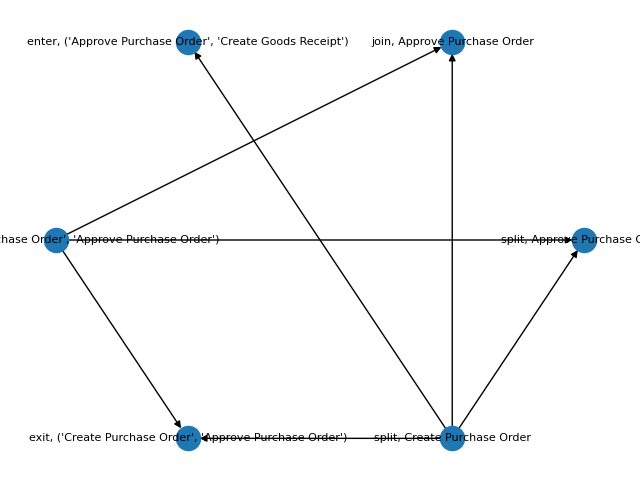 enter, ('Approve Purchase Order', 'Create Goods Receipt')
join, Approve Purchase Order
Order', 'Approve Purchase Order')
split, Approve Purchase
exit, ('Create Purchase Order', 'Approve Purchase Order')
split, Create Purchase Order